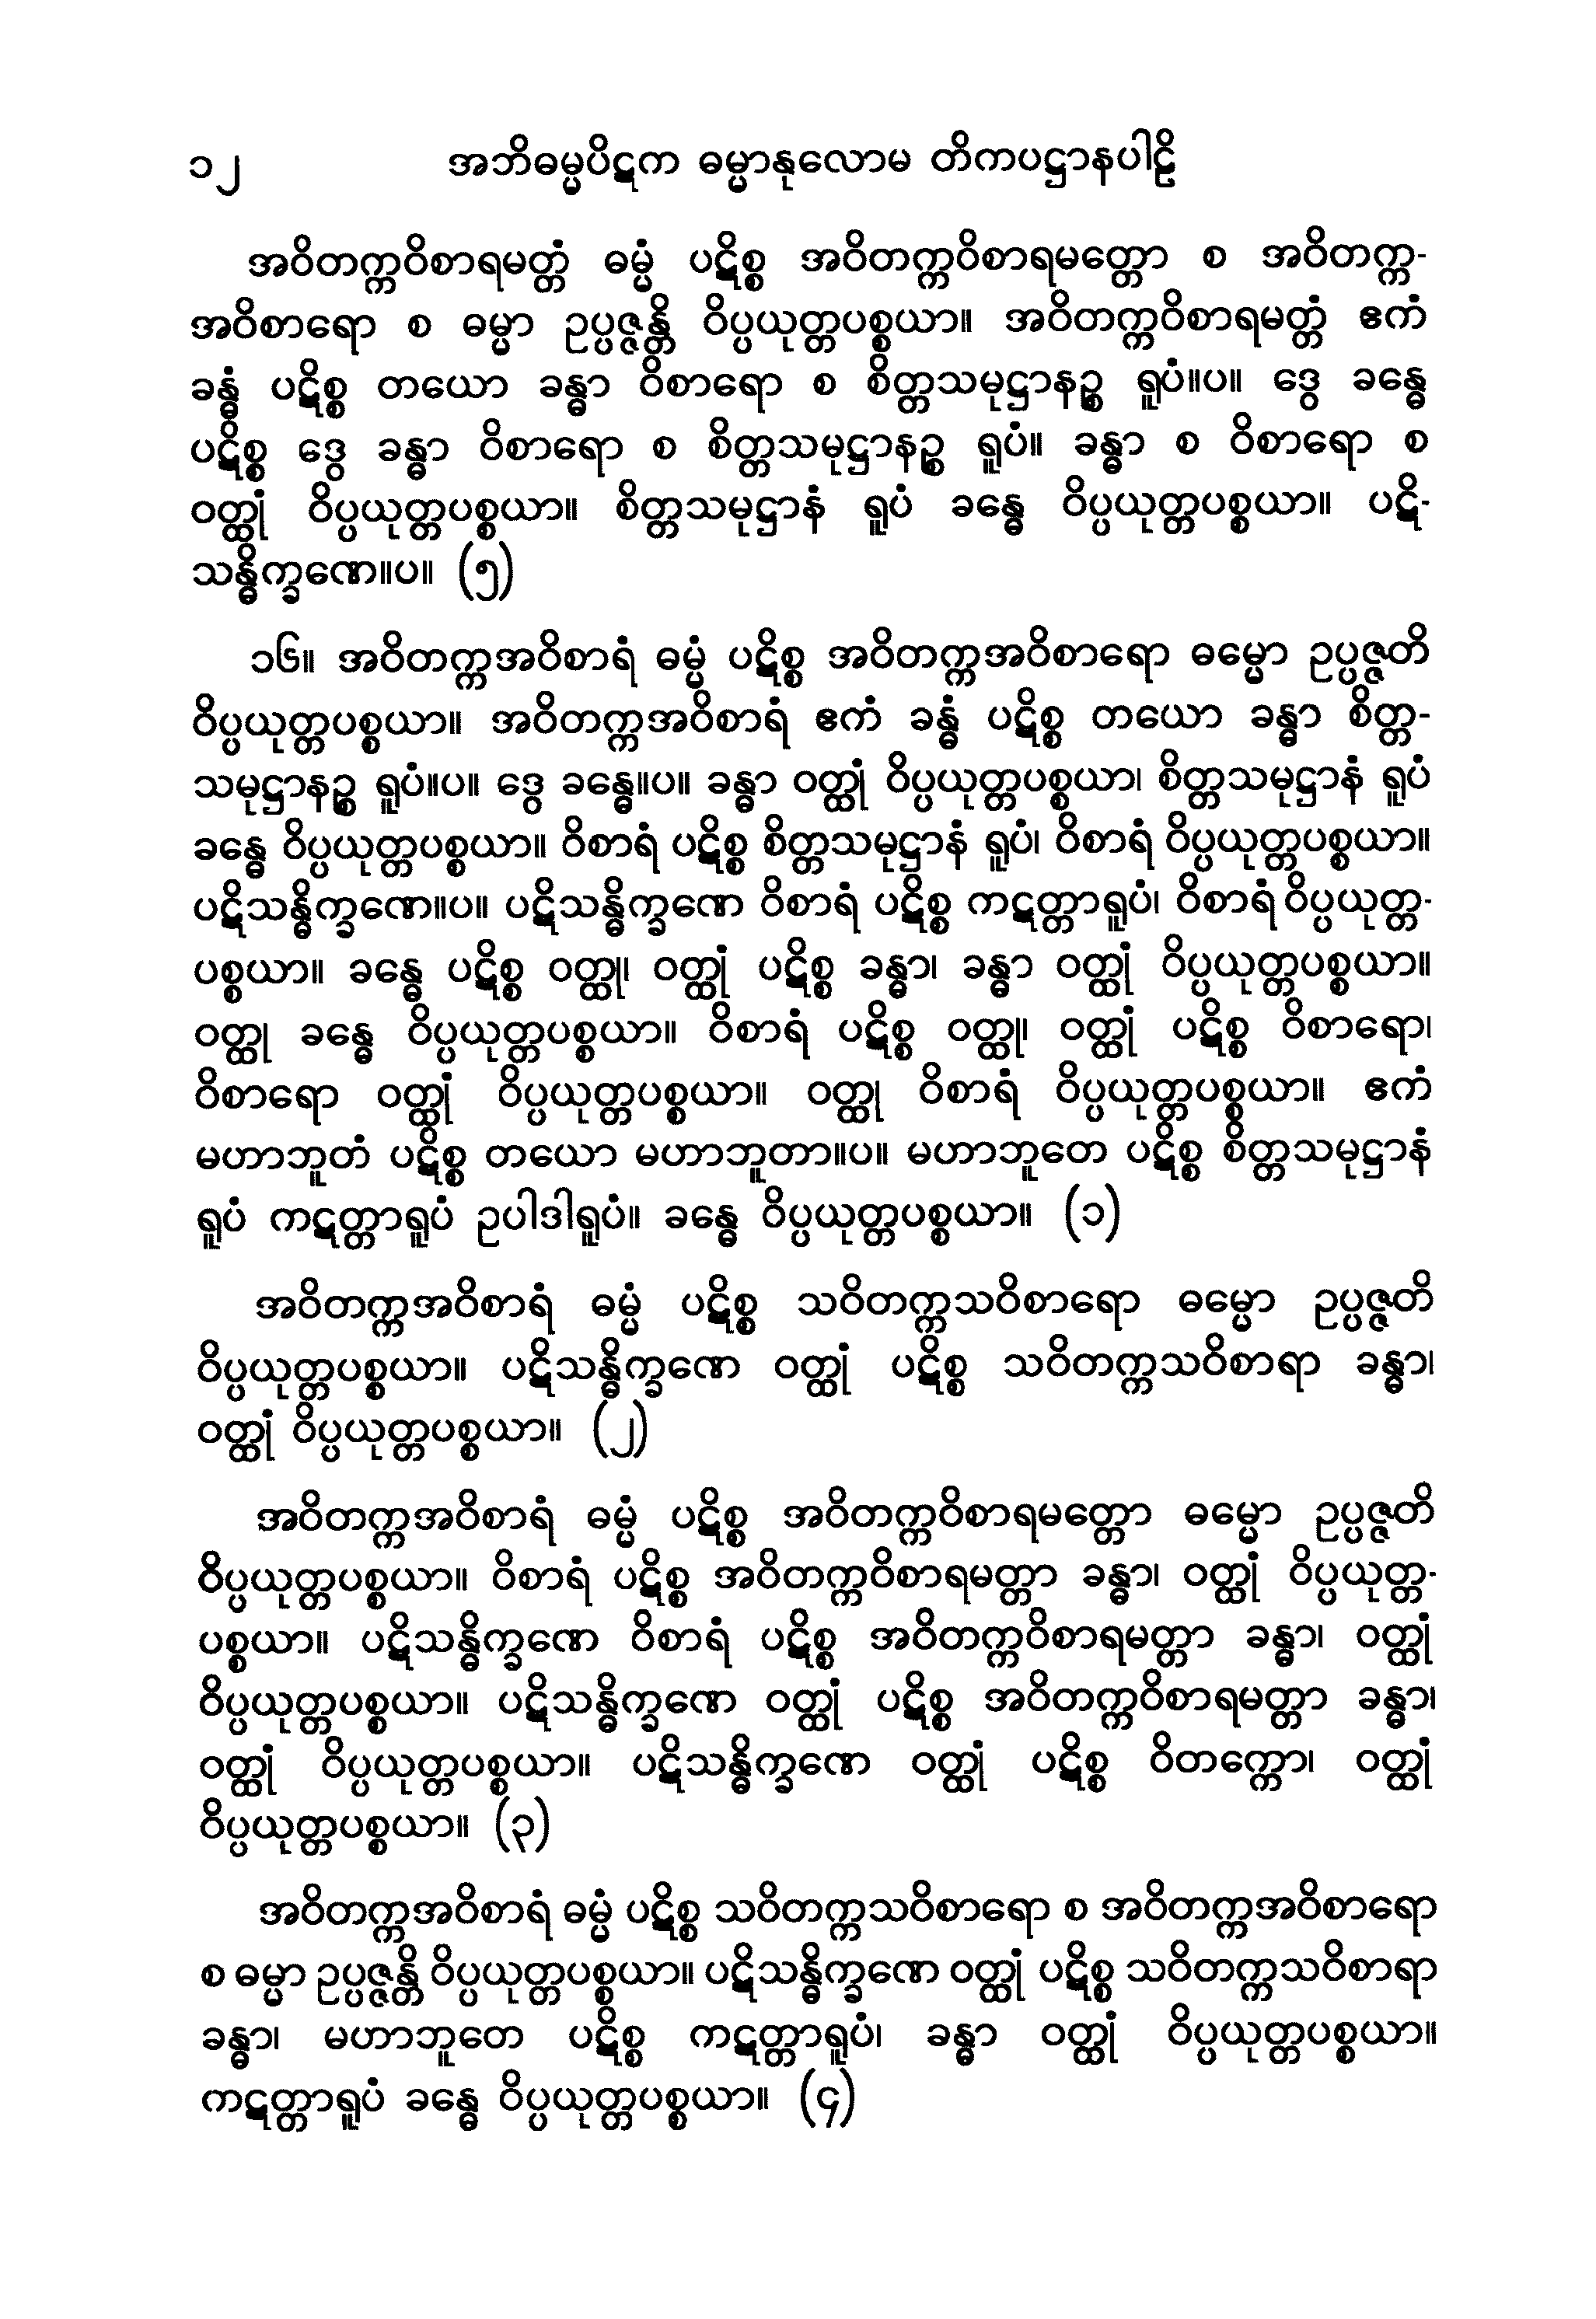 ၁၂ အဘိဓမ္မပိဋက ဓမ္မာနုလောမ တိကပဋ္ဌာနပါဠိ
အဝိတက္ကဝိစာရမတ္တံ ဓမ္မံ ပဋိစ္စ အဝိတက္ကဝိစာရမတ္တော စ အဝိတက္က-
အဝိစာရော စ ဓမ္မာ ဥပ္ပဇ္ဇန္တိ ဝိပ္ပယုတ္တပစ္စယာ။ အဝိတက္ကဝိစာရမတ္တံ ဧကံ
ခန္ဓံ ပဋိစ္စ တယော ခန္ဓာ ဝိစာရော စ စိတ္တသမုဋ္ဌာနဉ္စ ရူပံ။ပ။ ဒွေ ခန္ဓေ
ပဋိစ္စ ဒွေ ခန္ဓာ ဝိစာရော စ စိတ္တသမုဋ္ဌာနဉ္စ ရူပံ။ ခန္ဓာ စ ဝိစာရော စ
ဝတ္ထုံ ဝိပ္ပယုတ္တပစ္စယာ။ စိတ္တသမုဋ္ဌာနံ ရူပံ ခန္ဓေ ဝိပ္ပယုတ္တပစ္စယာ။ ပဋိ-
သန္ဓိက္ခဏေ။ပ။ (၅)
၁၆။ အဝိတက္ကအဝိစာရံ ဓမ္မံ ပဋိစ္စ အဝိတက္ကအဝိစာရော ဓမ္မော ဥပ္ပဇ္ဇတိ
ဝိပ္ပယုတ္တပစ္စယာ။ အဝိတက္ကအဝိစာရံ ဧကံ ခန္ဓံ ပဋိစ္စ တယော ခန္ဓာ စိတ္တ-
သမုဋ္ဌာနဉ္စ ရူပံ။ပ။ ဒွေ ခန္ဓေ။ပ။ ခန္ဓာ ဝတ္ထုံ ဝိပ္ပယုတ္တပစ္စယာ၊ စိတ္တသမုဋ္ဌာနံ ရူပံ
ခန္ဓေ ဝိပ္ပယုတ္တပစ္စယာ။ ဝိစာရံ ပဋိစ္စ စိတ္တသမုဋ္ဌာနံ ရူပံ၊ ဝိစာရံ ဝိပ္ပယုတ္တပစ္စယာ။
ပဋိသန္ဓိက္ခဏေ။ပ။ ပဋိသန္ဓိက္ခဏေ ဝိစာရံ ပဋိစ္စ ကဋတ္တာရူပံ၊ ဝိစာရံ ဝိပ္ပယုတ္တ-
ပစ္စယာ။ ခန္ဓေ ပဋိစ္စ ဝတ္ထု၊ ဝတ္ထုံ ပဋိစ္စ ခန္ဓာ၊ ခန္ဓာ ဝတ္ထုံ ဝိပ္ပယုတ္တပစ္စယာ။
ဝတ္ထု ခန္ဓေ ဝိပ္ပယုတ္တပစ္စယာ။ ဝိစာရံ ပဋိစ္စ ဝတ္ထု၊ ဝတ္ထုံ ပဋိစ္စ ဝိစာရော၊
ဝိစာရော ဝတ္ထုံ ဝိပ္ပယုတ္တပစ္စယာ။ ဝတ္ထု ဝိစာရံ ဝိပ္ပယုတ္တပစ္စယာ။ ဧကံ
မဟာဘူတံ ပဋိစ္စ တယော မဟာဘူတာ။ပ။ မဟာဘူတေ ပဋိစ္စ စိတ္တသမုဋ္ဌာနံ
ရူပံ ကဋတ္တာရူပံ ဥပါဒါရူပံ။ ခန္ဓေ ဝိပ္ပယုတ္တပစ္စယာ။ (၁)
အဝိတက္ကအဝိစာရံ ဓမ္မံ ပဋိစ္စ သဝိတက္ကသဝိစာရော ဓမ္မော ဥပ္ပဇ္ဇတိ
ဝိပ္ပယုတ္တပစ္စယာ။ ပဋိသန္ဓိက္ခဏေ ဝတ္ထုံ ပဋိစ္စ သဝိတက္ကသဝိစာရာ ခန္ဓာ၊
ဝတ္ထုံ ဝိပ္ပယုတ္တပစ္စယာ။ (၂)
အဝိတက္ကအဝိစာရံ ဓမ္မံ ပဋိစ္စ အဝိတက္ကဝိစာရမတ္တော ဓမ္မော ဥပ္ပဇ္ဇတိ
ဝိပ္ပယုတ္တပစ္စယာ။ ဝိစာရံ ပဋိစ္စ အဝိတက္ကဝိစာရမတ္တာ ခန္ဓာ၊ ဝတ္ထုံ ဝိပ္ပယုတ္တ-
ပစ္စယာ။ ပဋိသန္ဓိက္ခဏေ ဝိစာရံ ပဋိစ္စ အဝိတက္ကဝိစာရမတ္တာ ခန္ဓာ၊ ဝတ္ထုံ
ဝိပ္ပယုတ္တပစ္စယာ။ ပဋိသန္ဓိက္ခဏေ ဝတ္ထုံ ပဋိစ္စ အဝိတက္ကဝိစာရမတ္တာ ခန္ဓာ၊
ဝတ္ထုံ ဝိပ္ပယုတ္တပစ္စယာ။ ပဋိသန္ဓိက္ခဏေ ဝတ္ထုံ ပဋိစ္စ ဝိတက္ကော၊ ဝတ္ထုံ
ဝိပ္ပယုတ္တပစ္စယာ။ (၃)
အဝိတက္ကအဝိစာရံ ဓမ္မံ ပဋိစ္စ သဝိတက္ကသဝိစာရော စ အဝိတက္ကအဝိစာရော
စ ဓမ္မာ ဥပ္ပဇ္ဇန္တိ ဝိပ္ပယုတ္တပစ္စယာ။ ပဋိသန္ဓိက္ခဏေ ဝတ္ထုံ ပဋိစ္စ သဝိတက္ကသဝိစာရာ
ခန္ဓာ၊ မဟာဘူတေ ပဋိစ္စ ကဋတ္တာရူပံ၊ ခန္ဓာ ဝတ္ထုံ ဝိပ္ပယုတ္တပစ္စယာ။
ကဋတ္တာရူပံ ခန္ဓေ ဝိပ္ပယုတ္တပစ္စယာ။ (၄)